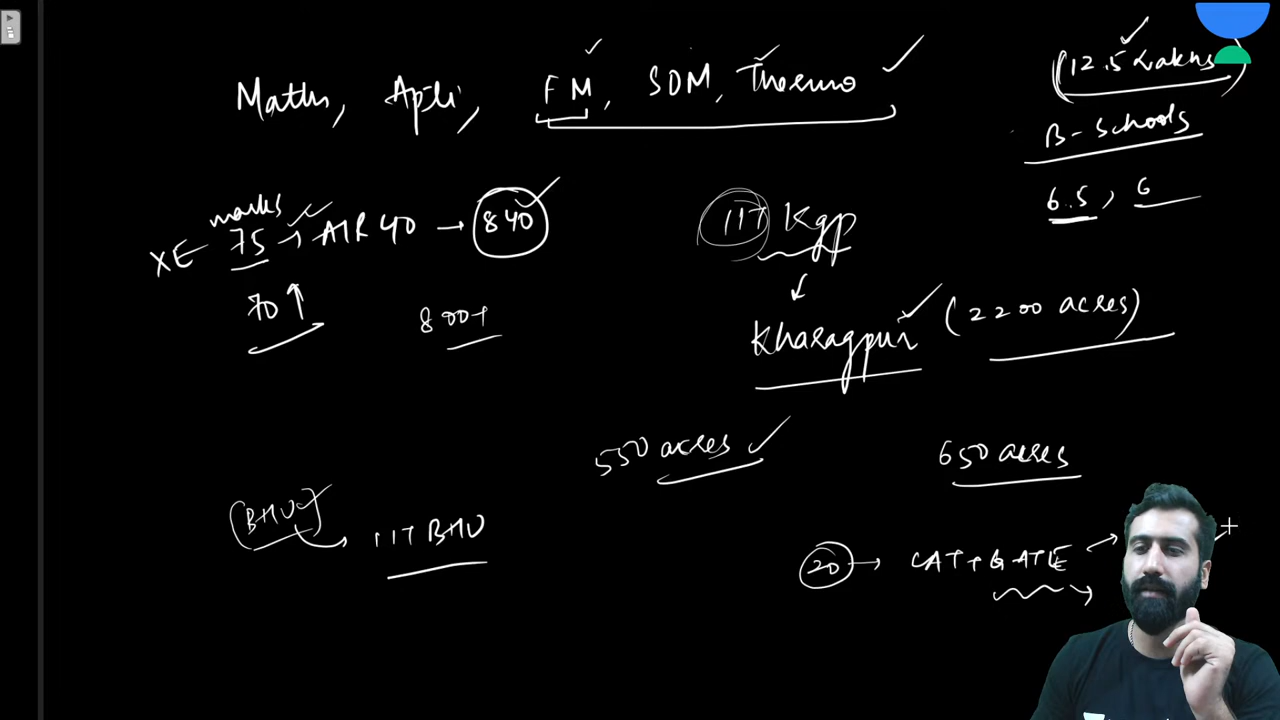 Maths, Apti, FM, SOM, Thermo
(12.5 Lakhs)
B-Schools
6.5, 6
marks
XE - 75 → AIR 40 → 840
70↑
800+
IIT Kgp
↓
Kharagpur (2200 acres)
550 acres
650 acres
(BHU) → IIT BHU
20 → CAT + GATE